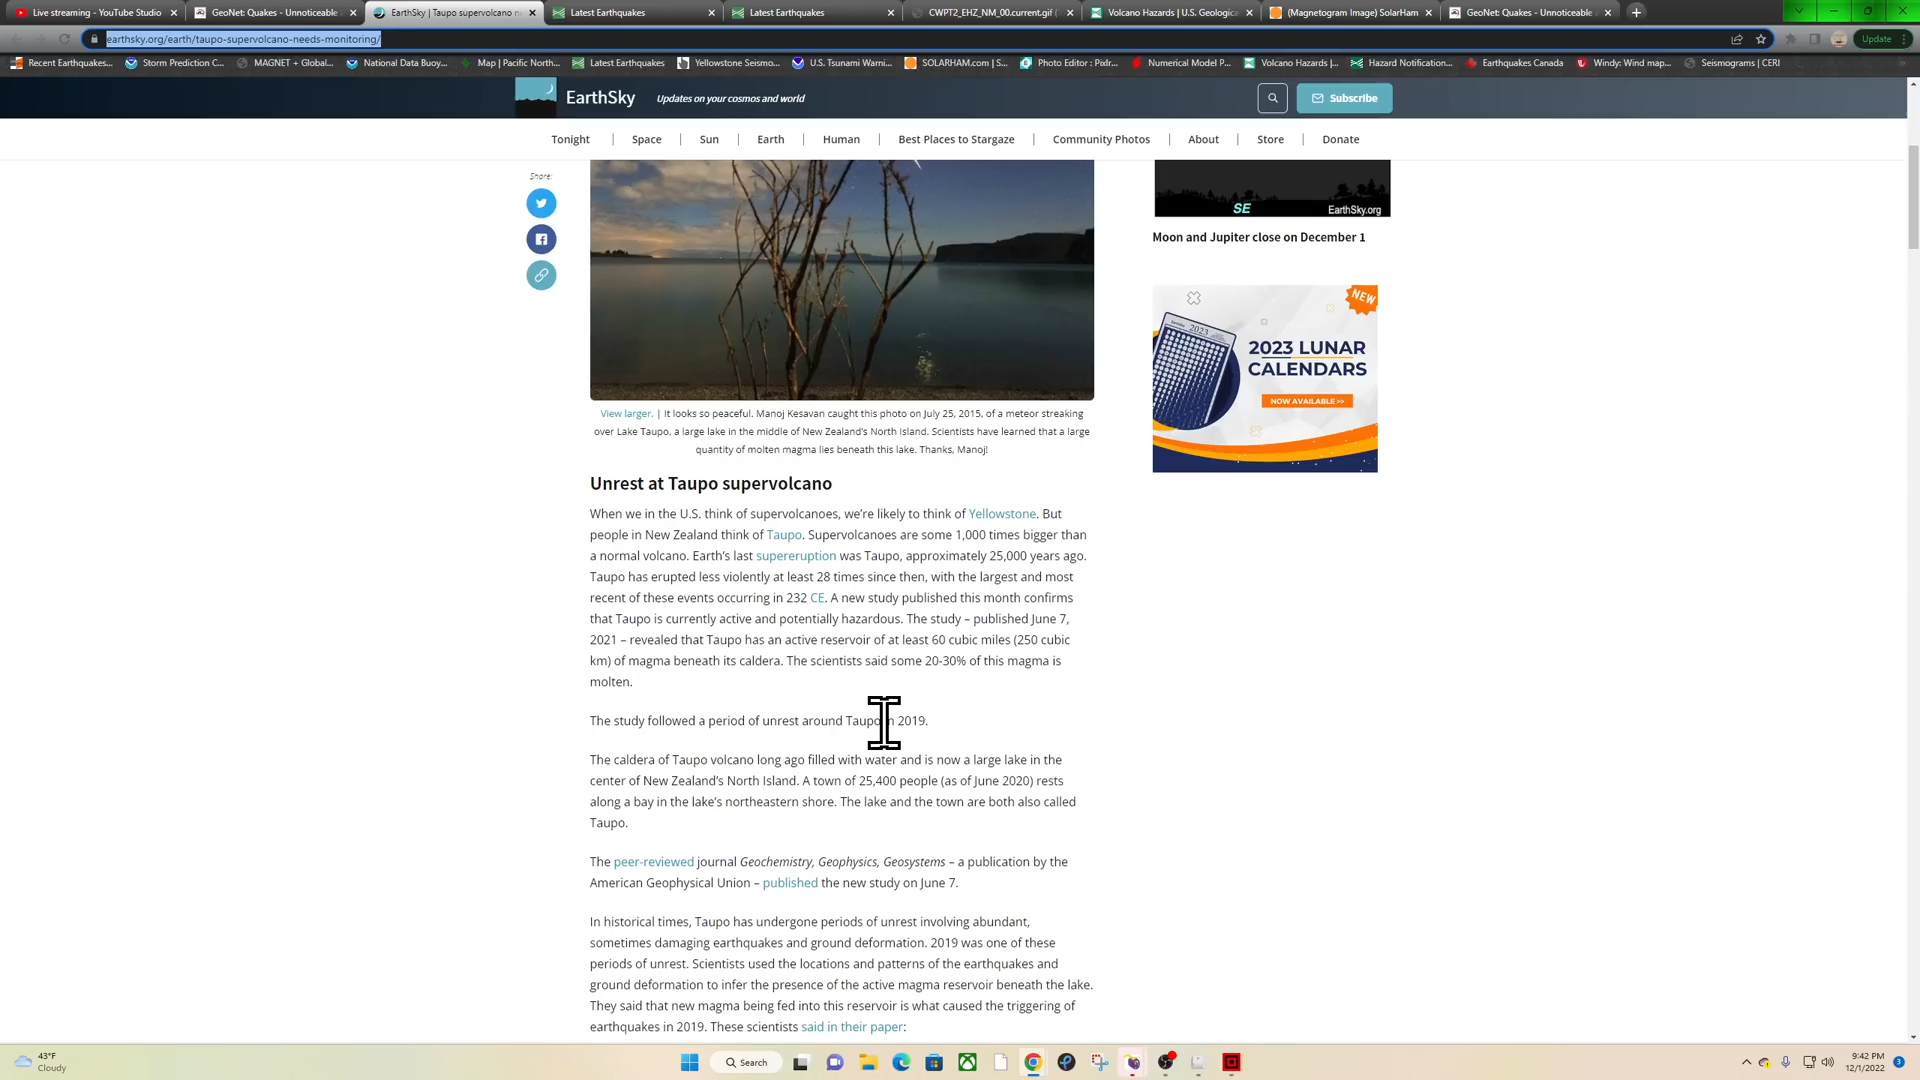 Live streaming - YouTube Studio
GeoNet: Quakes - Unnoticeable
EarthSky | Taupo supervolcano n
Latest Earthquakes
Latest Earthquakes
CWPT2_EHZ_NM_00.current.gif (
Volcano Hazards | U.S. Geologica
(Magnetogram Image) SolarHam
GeoNet: Quakes - Unnoticeable
earthsky.org/earth/taupo-supervolcano-needs-monitoring/
Update
Recent Earthquakes...
Storm Prediction C...
MAGNET + Global...
National Data Buoy...
Map | Pacific North...
Latest Earthquakes
Yellowstone Seismo...
U.S. Tsunami Warni...
SOLARHAM.com | S...
Photo Editor : Pixlr...
Numerical Model P...
Volcano Hazards |...
Hazard Notification...
Earthquakes Canada
Windy: Wind map...
Seismograms | CERI
EarthSky
Updates on your cosmos and world
Subscribe
Tonight | Space | Sun | Earth | Human | Best Places to Stargaze | Community Photos | About | Store | Donate
Share:
SE
EarthSky.org
Moon and Jupiter close on December 1
NEW
2023
2023 LUNAR
CALENDARS
NOW AVAILABLE >>
View larger. | It looks so peaceful. Manoj Kesavan caught this photo on July 25, 2015, of a meteor streaking
over Lake Taupo, a large lake in the middle of New Zealand's North Island. Scientists have learned that a large
quantity of molten magma lies beneath this lake. Thanks, Manoj!
Unrest at Taupo supervolcano
When we in the U.S. think of supervolcanoes, we're likely to think of Yellowstone. But
people in New Zealand think of Taupo. Supervolcanoes are some 1,000 times bigger than
a normal volcano. Earth's last supereruption was Taupo, approximately 25,000 years ago.
Taupo has erupted less violently at least 28 times since then, with the largest and most
recent of these events occurring in 232 CE. A new study published this month confirms
that Taupo is currently active and potentially hazardous. The study – published June 7,
2021 – revealed that Taupo has an active reservoir of at least 60 cubic miles (250 cubic
km) of magma beneath its caldera. The scientists said some 20-30% of this magma is
molten.
The study followed a period of unrest around Taupo in 2019.
The caldera of Taupo volcano long ago filled with water and is now a large lake in the
center of New Zealand's North Island. A town of 25,400 people (as of June 2020) rests
along a bay in the lake's northeastern shore. The lake and the town are both also called
Taupo.
The peer-reviewed journal Geochemistry, Geophysics, Geosystems – a publication by the
American Geophysical Union – published the new study on June 7.
In historical times, Taupo has undergone periods of unrest involving abundant,
sometimes damaging earthquakes and ground deformation. 2019 was one of these
periods of unrest. Scientists used the locations and patterns of the earthquakes and
ground deformation to infer the presence of the active magma reservoir beneath the lake.
They said that new magma being fed into this reservoir is what caused the triggering of
earthquakes in 2019. These scientists said in their paper:
43°F
Cloudy
Search
9:42 PM
12/1/2022
3